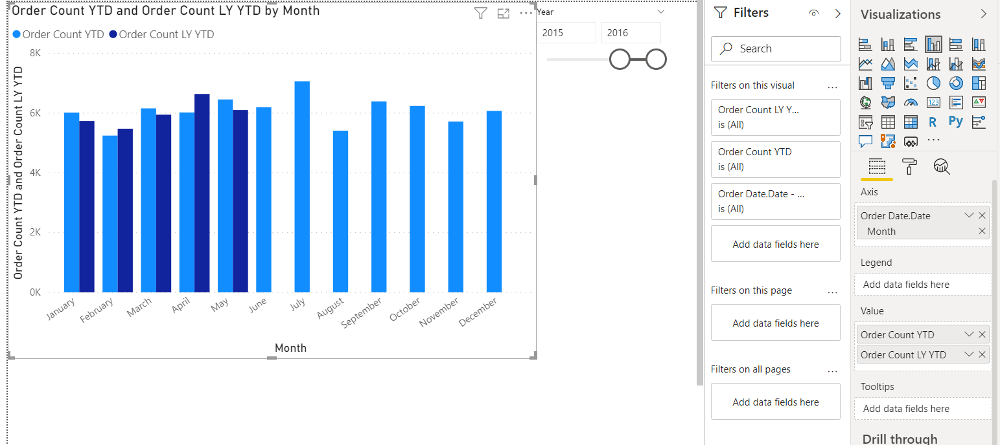 Order Count YTD and Order Count LY YTD by Month
Order Count YTD Order Count LY YTD
Order Count YTD and Order Count LY YTD
8K
6K
4K
2K
0K
January
February
March
April
May
June
July
August
September
October
November
December
Month
Year
2015 2016
Filters
Search
Filters on this visual ...
Order Count LY Y...
is (All)
Order Count YTD
is (All)
Order Date.Date - ...
is (All)
Add data fields here
Filters on this page ...
Add data fields here
Filters on all pages ...
Add data fields here
Visualizations
123
R Py
...
Axis
Order Date.Date
Month
Legend
Add data fields here
Value
Order Count YTD
Order Count LY YTD
Tooltips
Add data fields here
Drill through